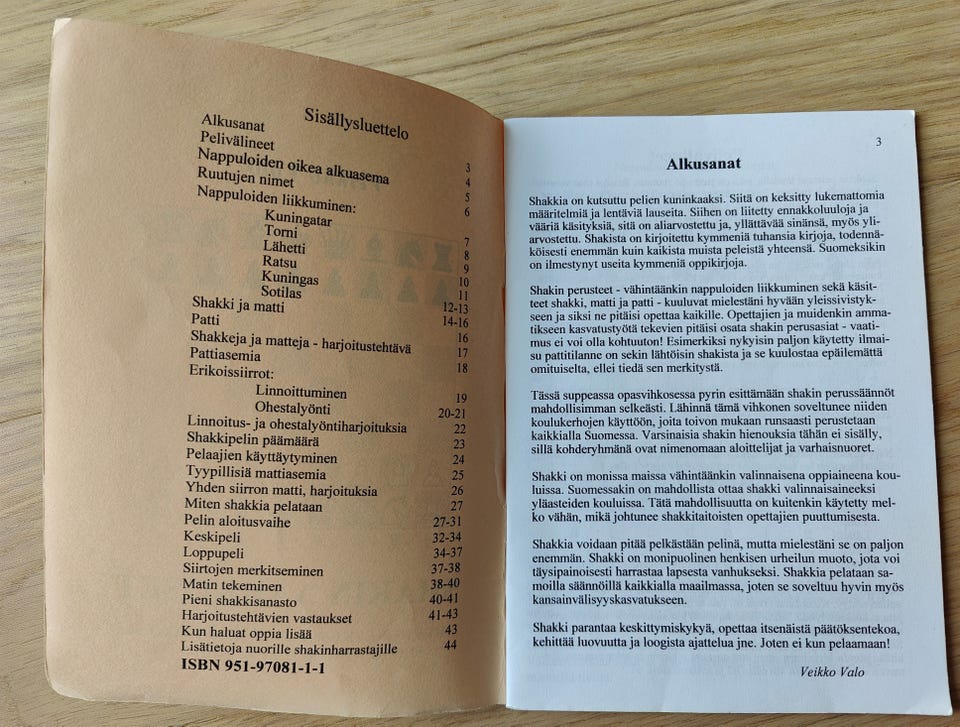 Sisällysluettelo
Alkusanat 3
Pelivälineet 4
Nappuloiden oikea alkuasema 5
Ruutujen nimet 6
Nappuloiden liikkuminen:
Kuningatar 7
Torni 8
Lähetti 9
Ratsu 10
Kuningas 11
Sotilas 12-13
Shakki ja matti 14-16
Patti 16
Shakkeja ja matteja - harjoitustehtävä 17
Pattiasemia 18
Erikoissiirrot:
Linnoittuminen 19
Ohestalyönti 20-21
Linnoitus- ja ohestalyöntiharjoituksia 22
Shakkipelin päämäärä 23
Pelaajien käyttäytyminen 24
Tyypillisiä mattiasemia 25
Yhden siirron matti, harjoituksia 26
Miten shakkia pelataan 27
Pelin aloitusvaihe 27-31
Keskipeli 32-34
Loppupeli 34-37
Siirtojen merkitseminen 37-38
Matin tekeminen 38-40
Pieni shakkisanasto 40-41
Harjoitustehtävien vastaukset 41-43
Kun haluat oppia lisää 43
Lisätietoja nuorille shakinharrastajille 44
ISBN 951-97081-1-1
3
Alkusanat
Shakkia on kutsuttu pelien kuninkaaksi. Siitä on keksitty lukemattomia
määritelmiä ja lentäviä lauseita. Siihen on liitetty ennakkoluuloja ja
vääriä käsityksiä, sitä on aliarvostettu ja, yllättävää sinänsä, myös yli-
arvostettu. Shakista on kirjoitettu kymmeniä tuhansia kirjoja, todennä-
köisesti enemmän kuin kaikista muista peleistä yhteensä. Suomeksikin
on ilmestynyt useita kymmeniä oppikirjoja.
Shakin perusteet - vähintäänkin nappuloiden liikkuminen sekä käsit-
teet shakki, matti ja patti - kuuluvat mielestäni hyvään yleissivistyk-
seen ja siksi ne pitäisi opettaa kaikille. Opettajien ja muidenkin amma-
tikseen kasvatustyötä tekevien pitäisi osata shakin perusasiat - vaati-
mus ei voi olla kohtuuton! Esimerkiksi nykyisin paljon käytetty ilmai-
su pattitilanne on sekin lähtöisin shakista ja se kuulostaa epäilemättä
omituiselta, ellei tiedä sen merkitystä.
Tässä suppeassa opasvihkosessa pyrin esittämään shakin perussäännöt
mahdollisimman selkeästi. Lähinnä tämä vihkonen soveltunee niiden
koulukerhojen käyttöön, joita toivon mukaan runsaasti perustetaan
kaikkialla Suomessa. Varsinaisia shakin hienouksia tähän ei sisälly,
sillä kohderyhmänä ovat nimenomaan aloittelijat ja varhaisnuoret.
Shakki on monissa maissa vähintäänkin valinnaisena oppiaineena kou-
luissa. Suomessakin on mahdollista ottaa shakki valinnaisaineeksi
yläasteiden kouluissa. Tätä mahdollisuutta on kuitenkin käytetty mel-
ko vähän, mikä johtunee shakkitaitoisten opettajien puuttumisesta.
Shakkia voidaan pitää pelkästään pelinä, mutta mielestäni se on paljon
enemmän. Shakki on monipuolinen henkisen urheilun muoto, jota voi
täysipainoisesti harrastaa lapsesta vanhukseksi. Shakkia pelataan sa-
moilla säännöillä kaikkialla maailmassa, joten se soveltuu hyvin myös
kansainvälisyyskasvatukseen.
Shakki parantaa keskittymiskykyä, opettaa itsenäistä päätöksentekoa,
kehittää luovuutta ja loogista ajattelua jne. Joten ei kun pelaamaan!
Veikko Valo